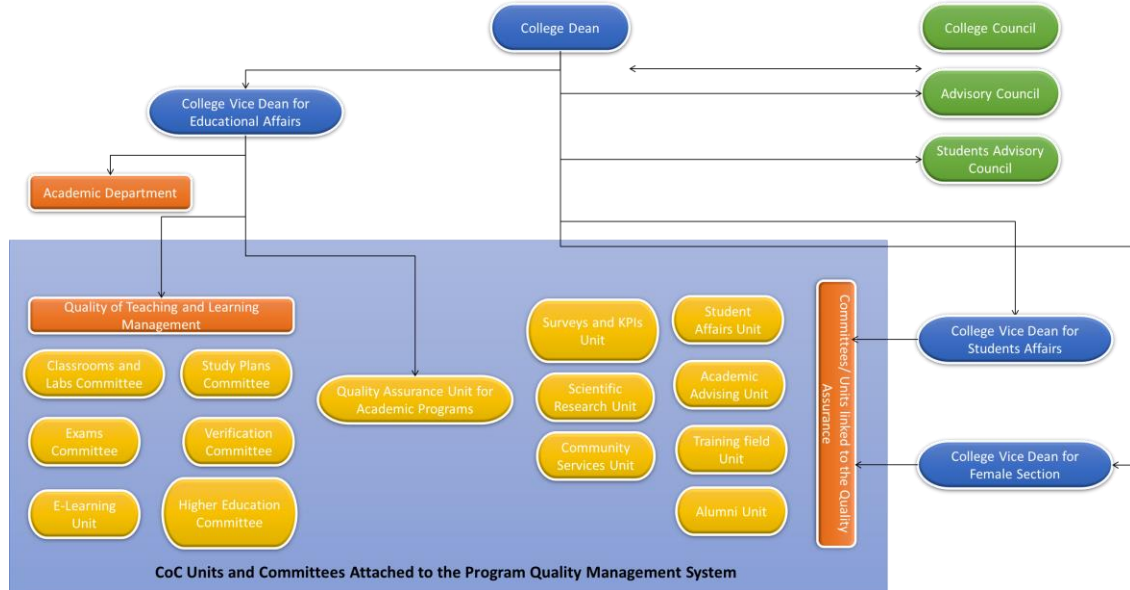 College Dean
College Council
College Vice Dean for
Educational Affairs
Advisory Council
Students Advisory
Council
Academic Department
Quality of Teaching and Learning
Management
Classrooms and
Labs Committee
Study Plans
Committee
Exams
Committee
Verification
Committee
E-Learning
Unit
Higher Education
Committee
Quality Assurance Unit for
Academic Programs
Surveys and KPIs
Unit
Scientific
Research Unit
Community
Services Unit
Student
Affairs Unit
Academic
Advising Unit
Training field
Unit
Alumni Unit
Committees/ Units linked to the Quality
Assurance
College Vice Dean for
Students Affairs
College Vice Dean for
Female Section
CoC Units and Committees Attached to the Program Quality Management System